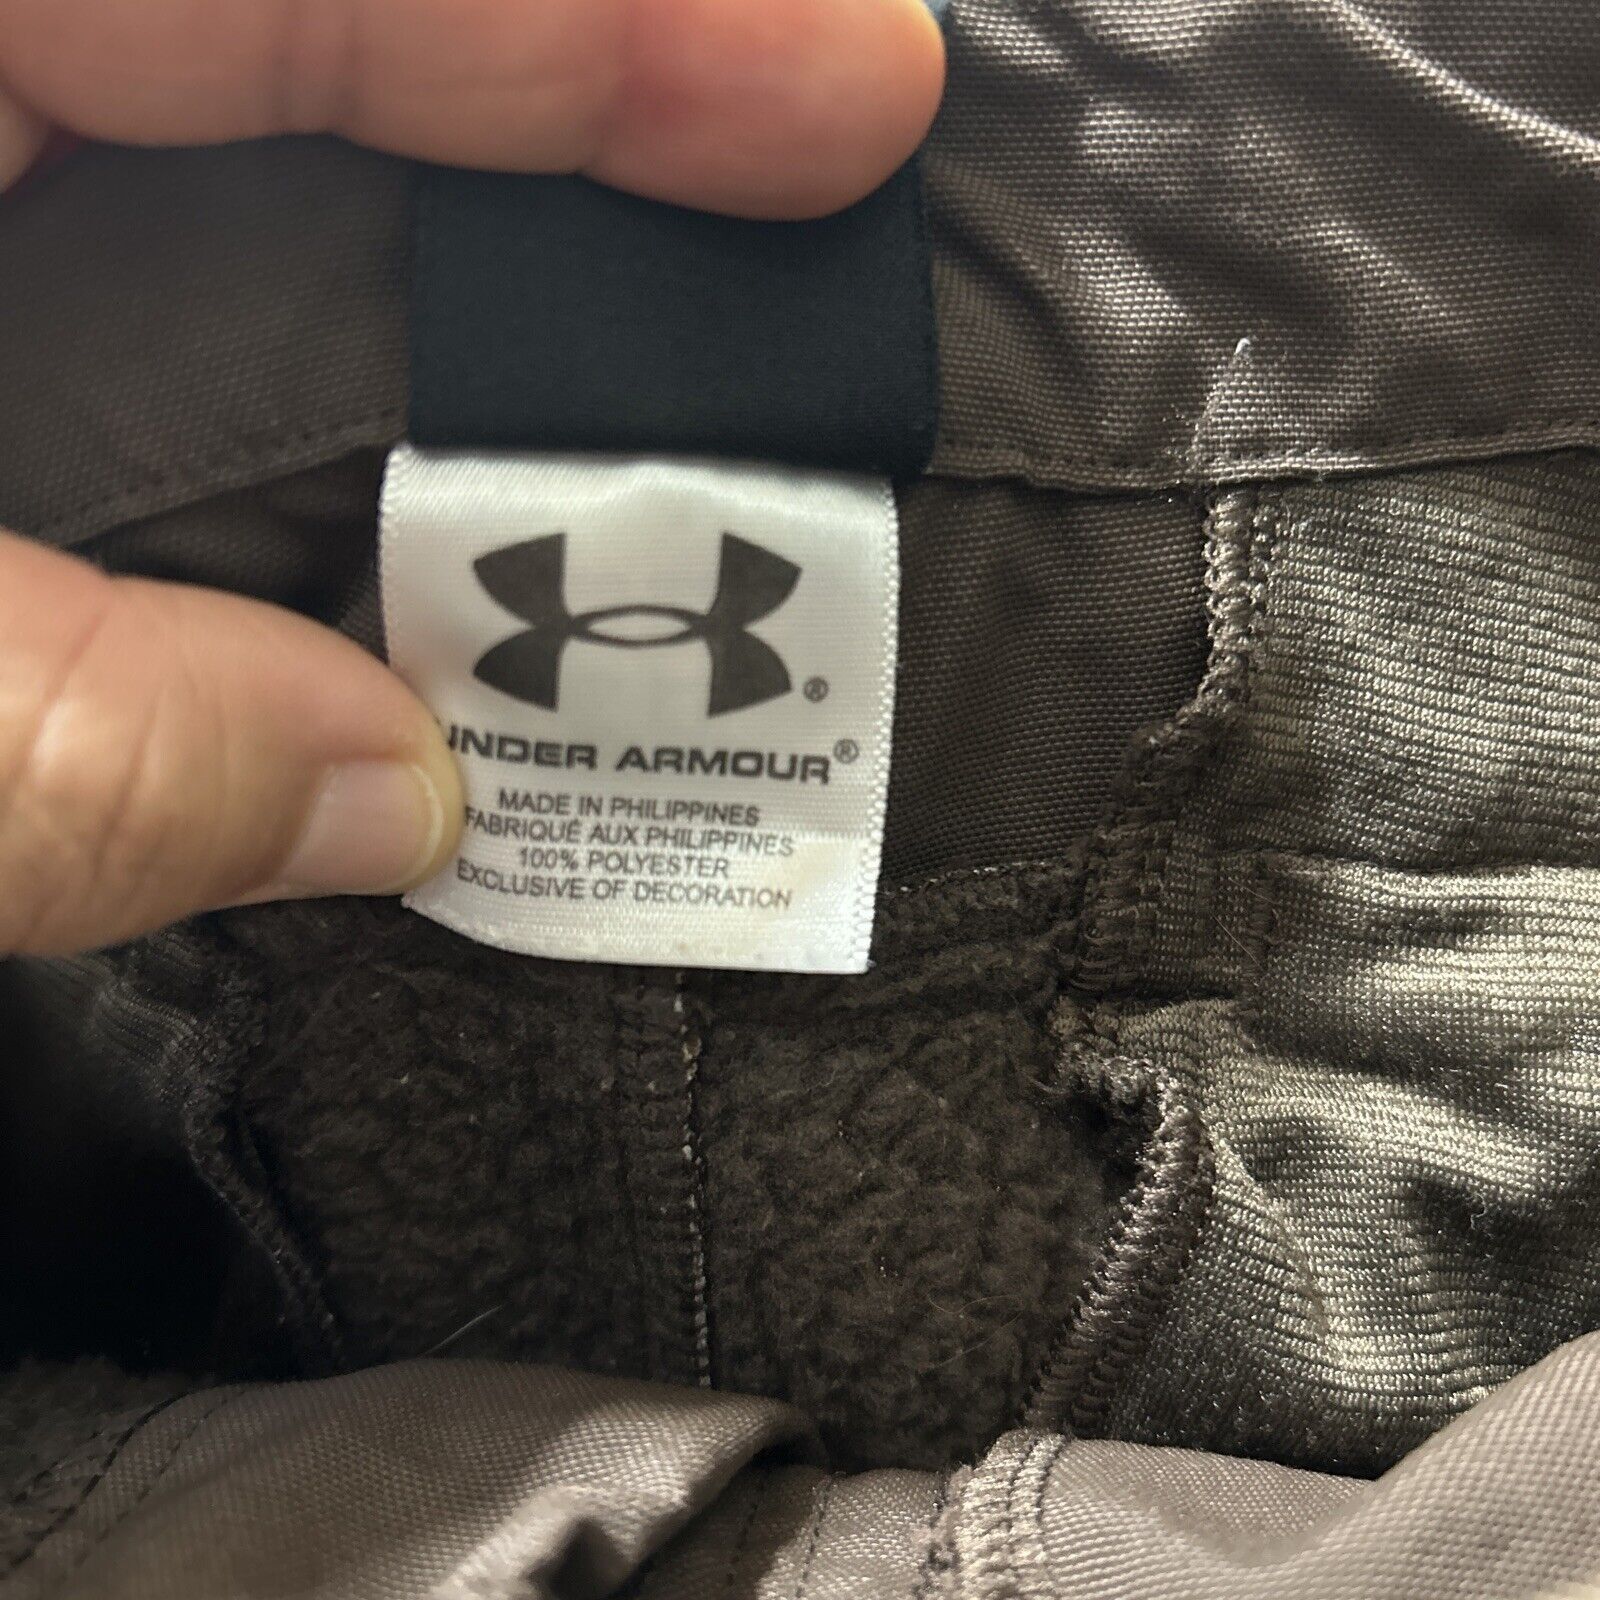 ®
UNDER ARMOUR®
MADE IN PHILIPPINES
FABRIQUÉ AUX PHILIPPINES
100% POLYESTER
EXCLUSIVE OF DECORATION